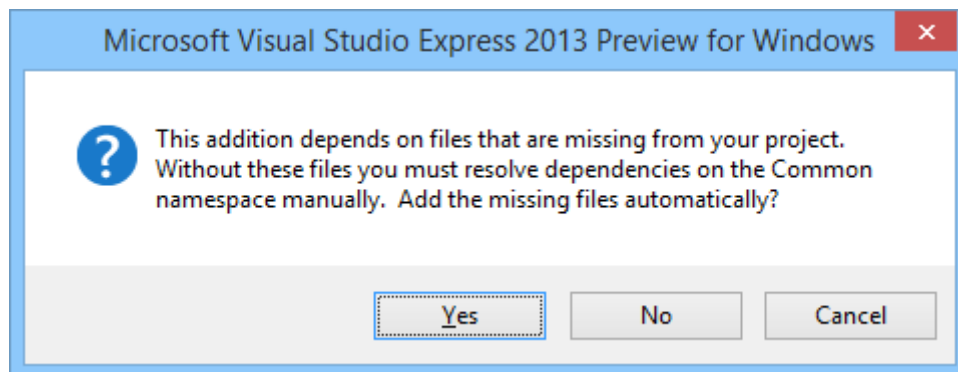 Microsoft Visual Studio Express 2013 Preview for Windows
This addition depends on files that are missing from your project.
Without these files you must resolve dependencies on the Common
namespace manually.  Add the missing files automatically?
Yes No Cancel